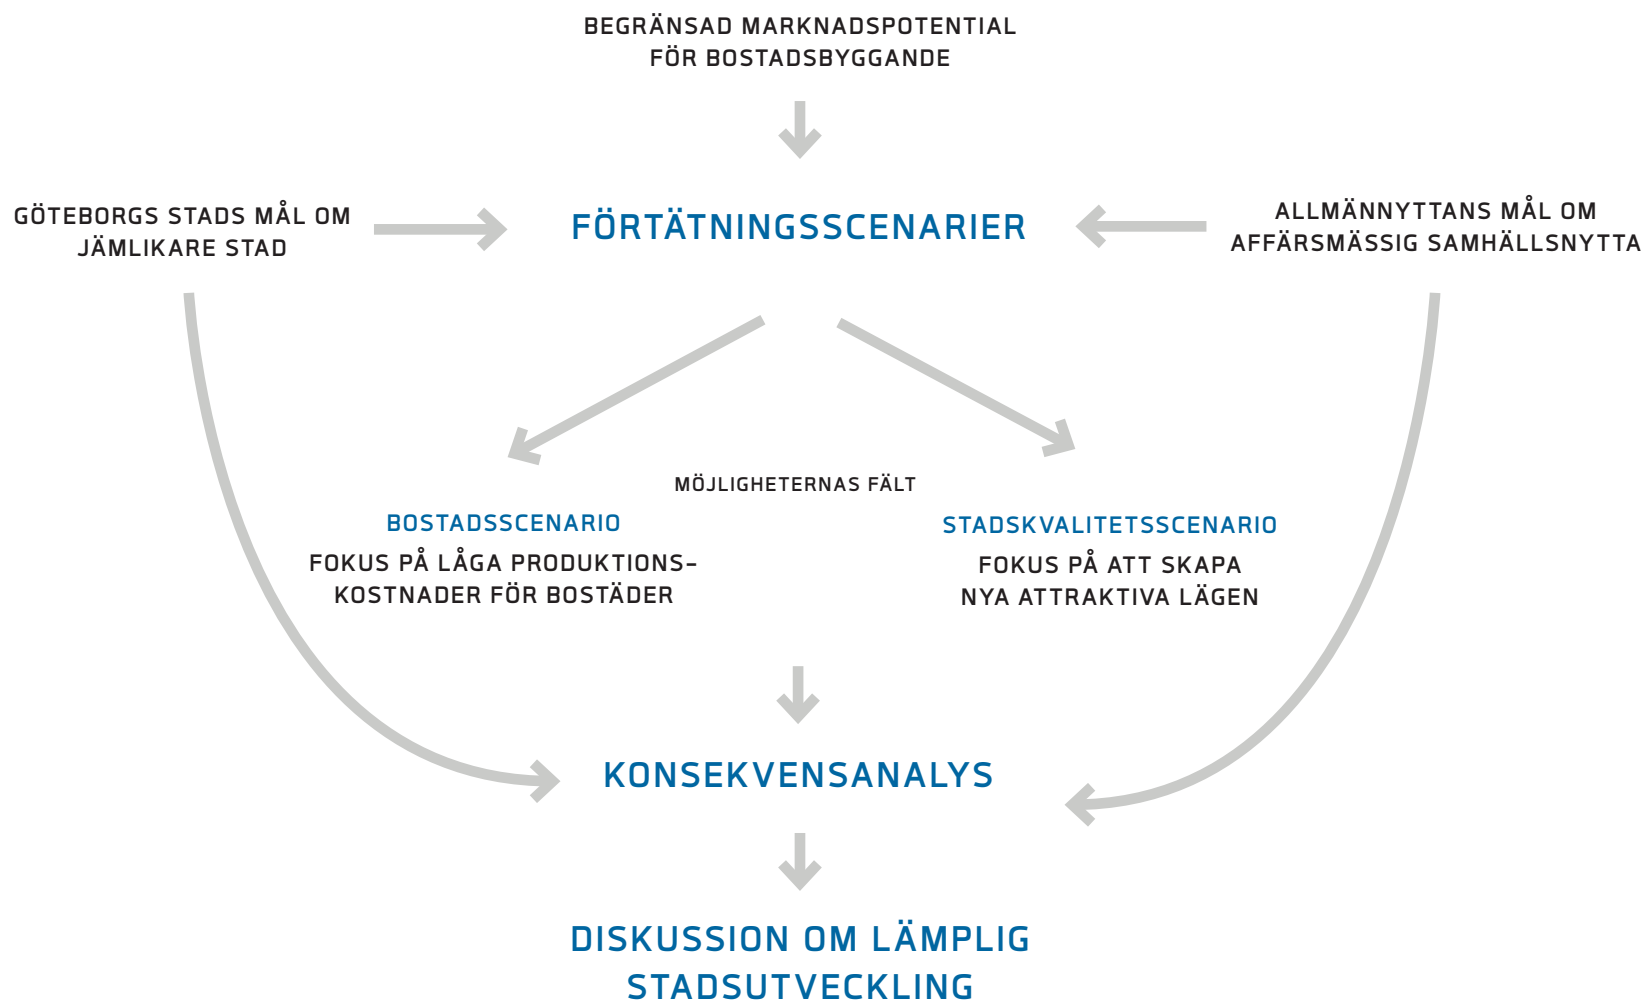 BEGRÄNSAD MARKNADSPOTENTIAL
FÖR BOSTADSBYGGANDE
GÖTEBORGS STADS MÅL OM
JÄMLIKARE STAD
FÖRTÄTNINGSSCENARIER
ALLMÄNNYTTANS MÅL OM
AFFÄRSMÄSSIG SAMHÄLLSNYTTA
MÖJLIGHETERNAS FÄLT
BOSTADSSCENARIO
FOKUS PÅ LÅGA PRODUKTIONS-
KOSTNADER FÖR BOSTÄDER
STADSKVALITETSSCENARIO
FOKUS PÅ ATT SKAPA
NYA ATTRAKTIVA LÄGEN
KONSEKVENSANALYS
DISKUSSION OM LÄMPLIG
STADSUTVECKLING